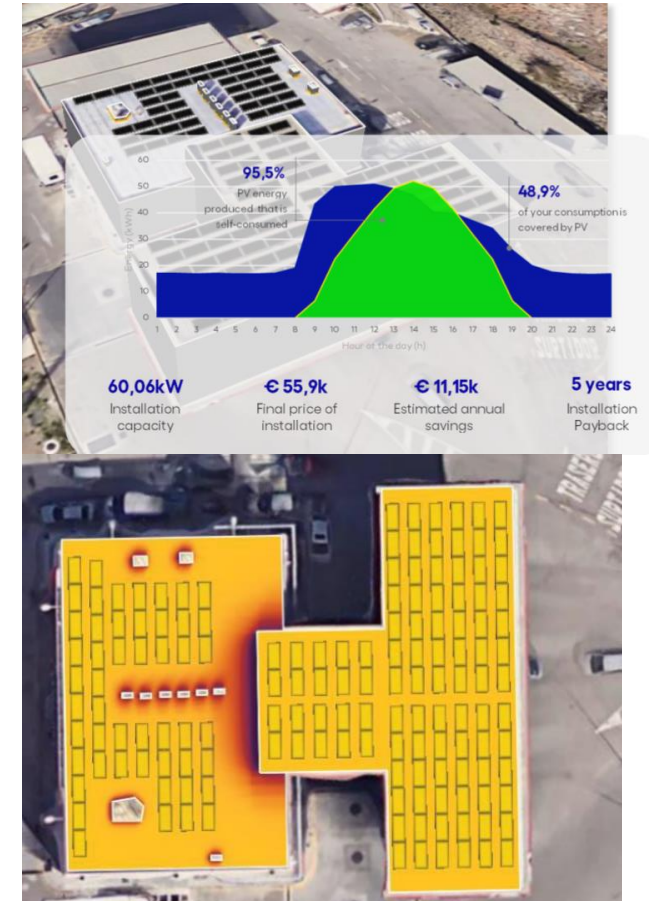 60
50
40
30
20
10
0
Energy (kWh)
95,5%
PV energy
produced that is
self-consumed
48,9%
of your consumption is
covered by PV
1 2 3 4 5 6 7 8 9 10 11 12 13 14 15 16 17 18 19 20 21 22 23 24
Hour of the day (h)
60,06kW
Installation
capacity
€ 55,9k
Final price of
installation
€ 11,15k
Estimated annual
savings
5 years
Installation
Payback